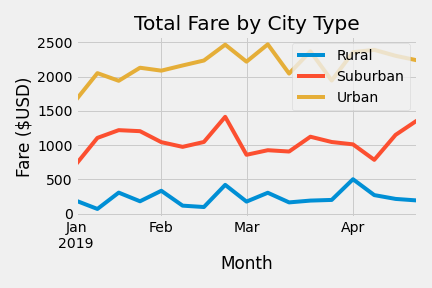 Total Fare by City Type
Fare ($USD)
2500
2000
1500
1000
500
0
Rural
Suburban
Urban
Jan
2019
Feb
Mar
Apr
Month